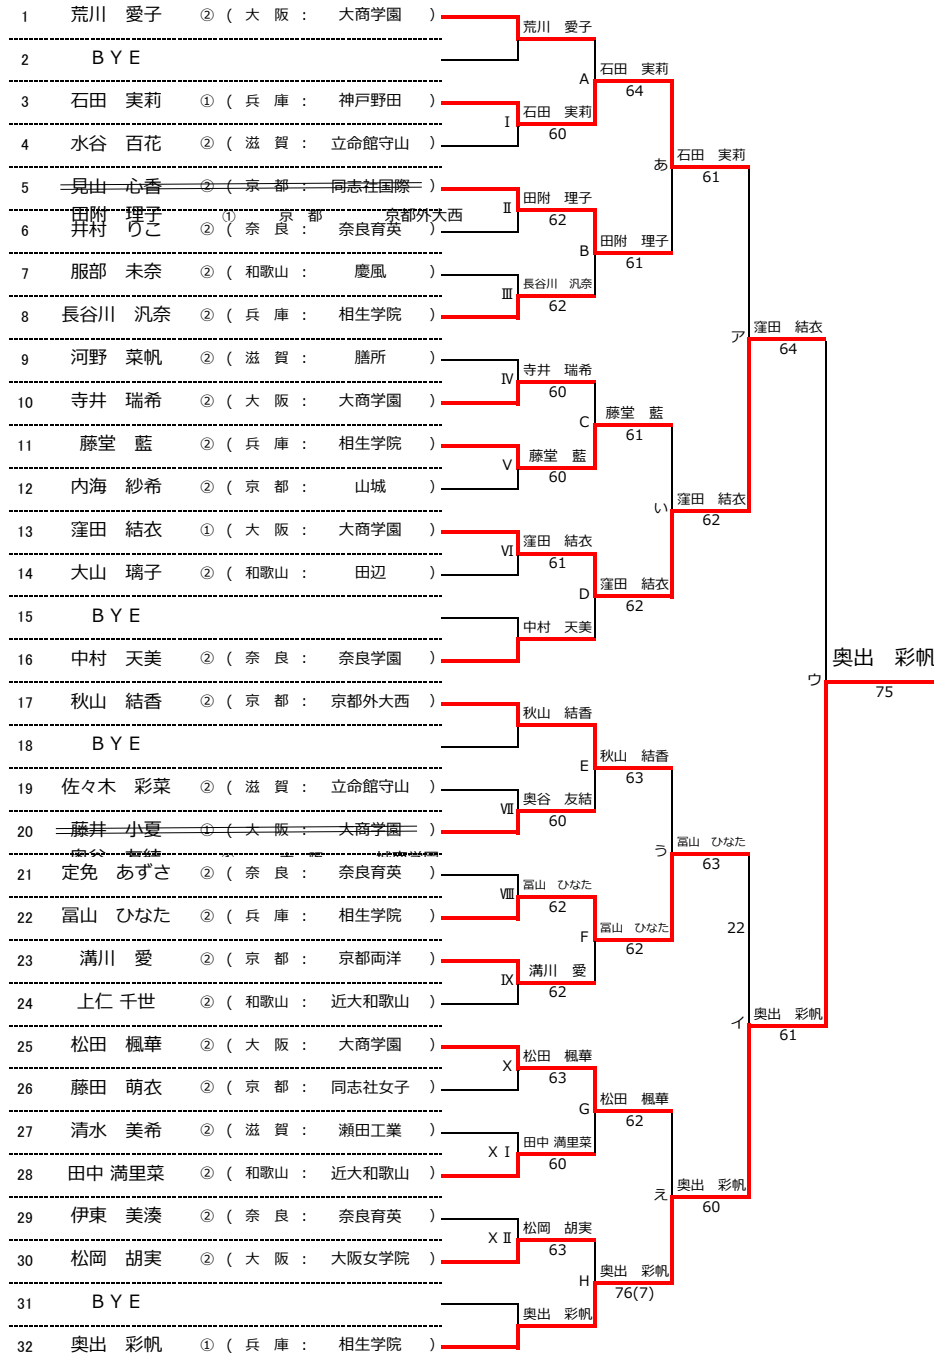 1 荒川 愛子 ② ( 大 阪 : 大商学園 )
荒川 愛子
2 ＢＹＥ
A 石田 実莉
64
3 石田 実莉 ① ( 兵 庫 : 神戸野田 )
Ⅰ 石田 実莉
60
4 水谷 百花 ② ( 滋 賀 : 立命館守山 )
あ 石田 実莉
61
5 見山 心香 ② ( 京 都 : 同志社国際 )
田附 理子 ① 京 都 京都外大西
Ⅱ 田附 理子
62
6 井村 りこ ② ( 奈 良 : 奈良育英 )
B 田附 理子
61
7 服部 未奈 ② ( 和歌山 : 慶風 )
Ⅲ 長谷川 汎奈
62
8 長谷川 汎奈 ② ( 兵 庫 : 相生学院 )
ア 窪田 結衣
64
9 河野 菜帆 ② ( 滋 賀 : 膳所 )
Ⅳ 寺井 瑞希
60
10 寺井 瑞希 ② ( 大 阪 : 大商学園 )
C 藤堂 藍
61
11 藤堂 藍 ② ( 兵 庫 : 相生学院 )
Ⅴ 藤堂 藍
60
12 内海 紗希 ② ( 京 都 : 山城 )
い 窪田 結衣
62
13 窪田 結衣 ① ( 大 阪 : 大商学園 )
Ⅵ 窪田 結衣
61
14 大山 璃子 ② ( 和歌山 : 田辺 )
D 窪田 結衣
62
15 ＢＹＥ
中村 天美
16 中村 天美 ② ( 奈 良 : 奈良学園 )
ウ 奥出 彩帆
75
17 秋山 結香 ② ( 京 都 : 京都外大西 )
秋山 結香
18 ＢＹＥ
E 秋山 結香
63
19 佐々木 彩菜 ② ( 滋 賀 : 立命館守山 )
Ⅶ 奥谷 友結
60
20 藤井 小夏 ① ( 大 阪 : 大商学園 )
う 冨山 ひなた
63
21 定免 あずさ ② ( 奈 良 : 奈良育英 )
Ⅷ 冨山 ひなた
62
22 冨山 ひなた ② ( 兵 庫 : 相生学院 )
F 冨山 ひなた
62
22
23 溝川 愛 ② ( 京 都 : 京都両洋 )
Ⅸ 溝川 愛
62
24 上仁 千世 ② ( 和歌山 : 近大和歌山 )
イ 奥出 彩帆
61
25 松田 楓華 ② ( 大 阪 : 大商学園 )
Ⅹ 松田 楓華
63
26 藤田 萌衣 ② ( 京 都 : 同志社女子 )
G 松田 楓華
62
27 清水 美希 ② ( 滋 賀 : 瀬田工業 )
ⅩⅠ 田中 満里菜
60
28 田中 満里菜 ② ( 和歌山 : 近大和歌山 )
え 奥出 彩帆
60
29 伊東 美湊 ② ( 奈 良 : 奈良育英 )
ⅩⅡ 松岡 胡実
63
30 松岡 胡実 ② ( 大 阪 : 大阪女学院 )
H 奥出 彩帆
76(7)
31 ＢＹＥ
奥出 彩帆
32 奥出 彩帆 ① ( 兵 庫 : 相生学院 )